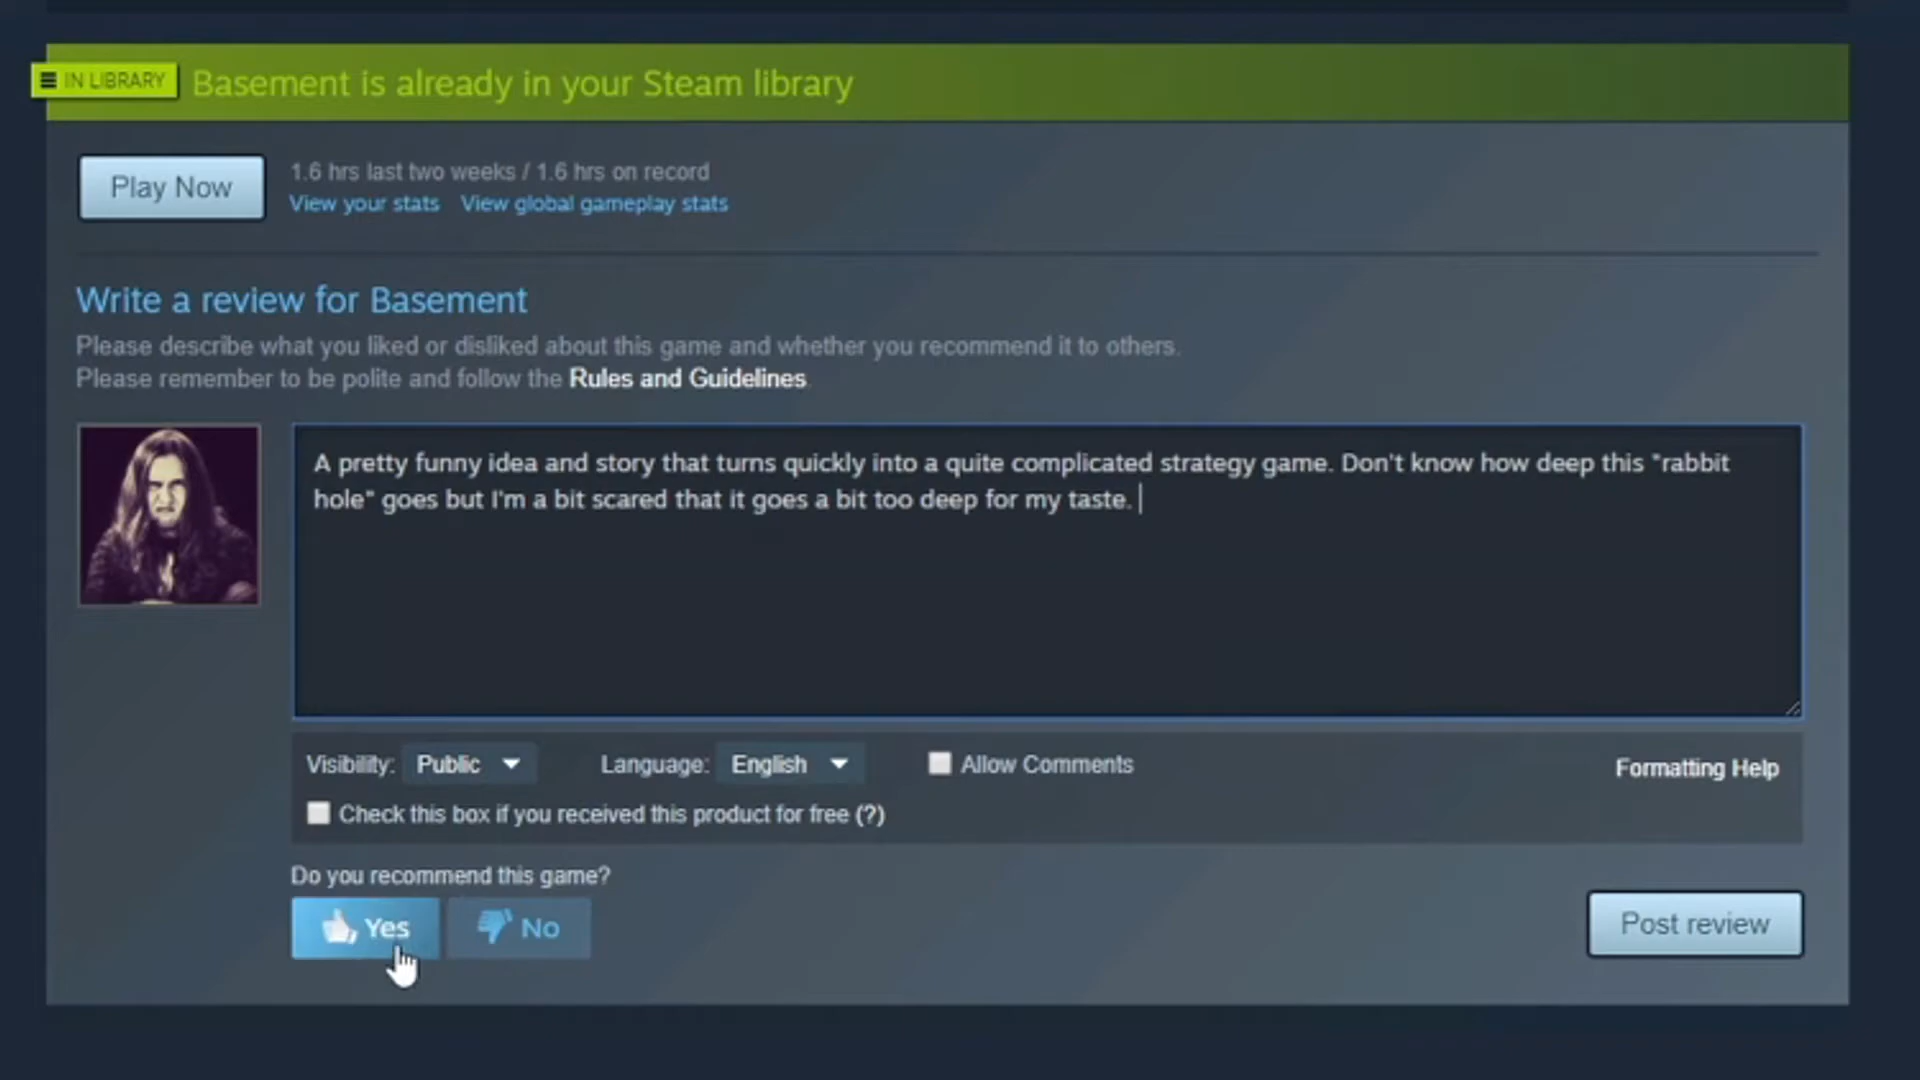 IN LIBRARY
Basement is already in your Steam library
Play Now
1.6 hrs last two weeks / 1.6 hrs on record
View your stats View global gameplay stats
Write a review for Basement
Please describe what you liked or disliked about this game and whether you recommend it to others.
Please remember to be polite and follow the Rules and Guidelines
A pretty funny idea and story that turns quickly into a quite complicated strategy game. Don't know how deep this "rabbit
hole" goes but I'm a bit scared that it goes a bit too deep for my taste.
Visibility: Public Language: English Allow Comments Formatting Help
Check this box if you received this product for free (?)
Do you recommend this game?
Yes No
Post review